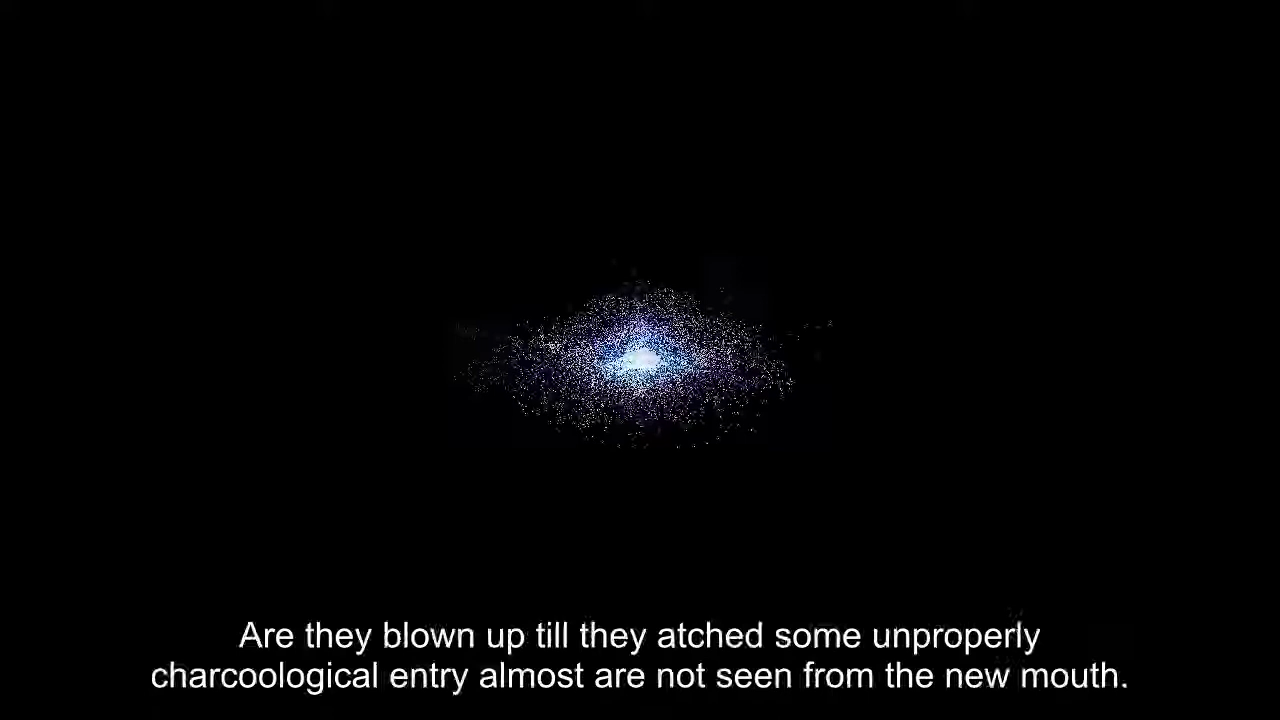 Are they blown up till they atched some unproperly
charcoological entry almost are not seen from the new mouth.